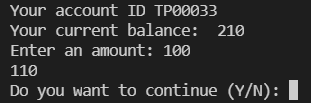 Your account ID TP00033
Your current balance:  210
Enter an amount: 100
110
Do you want to continue (Y/N):